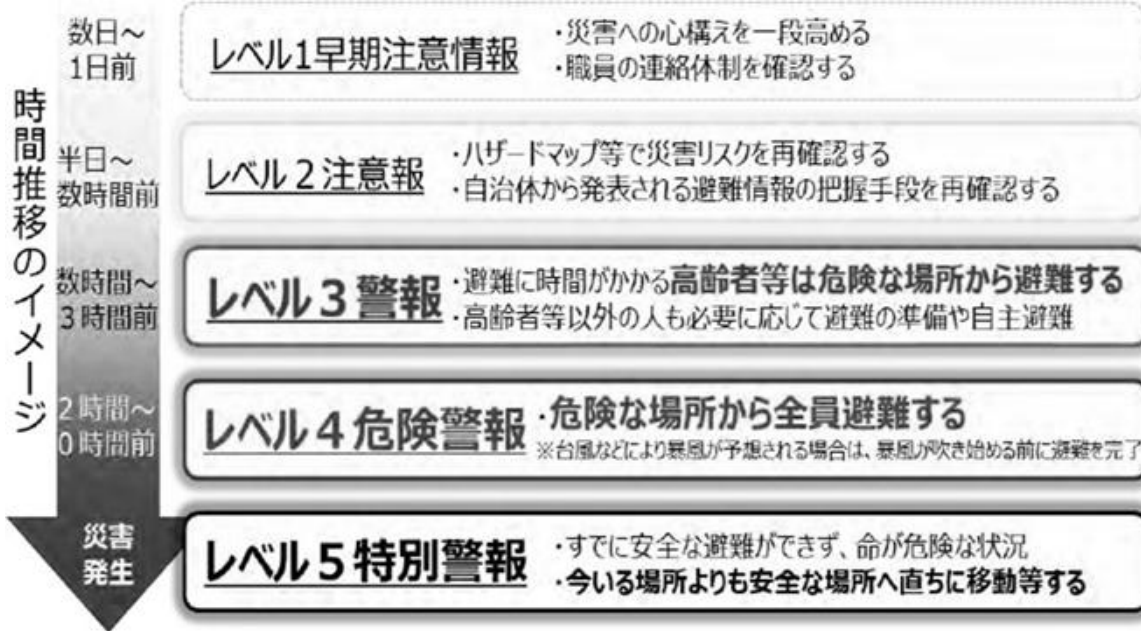 時間推移のイメージ
数日～
1日前
レベル1早期注意情報
・災害への心構えを一段高める
・職員の連絡体制を確認する
半日～
数時間前
レベル2注意報
・ハザードマップ等で災害リスクを再確認する
・自治体から発表される避難情報の把握手段を再確認する
数時間～
3時間前
レベル3警報
・避難に時間がかかる高齢者等は危険な場所から避難する
・高齢者等以外の人も必要に応じて避難の準備や自主避難
2時間～
0時間前
レベル4危険警報
・危険な場所から全員避難する
※台風などにより暴風が予想される場合は、暴風が吹き始める前に避難を完了
災害
発生
レベル5特別警報
・すでに安全な避難ができず、命が危険な状況
・今いる場所よりも安全な場所へ直ちに移動等する